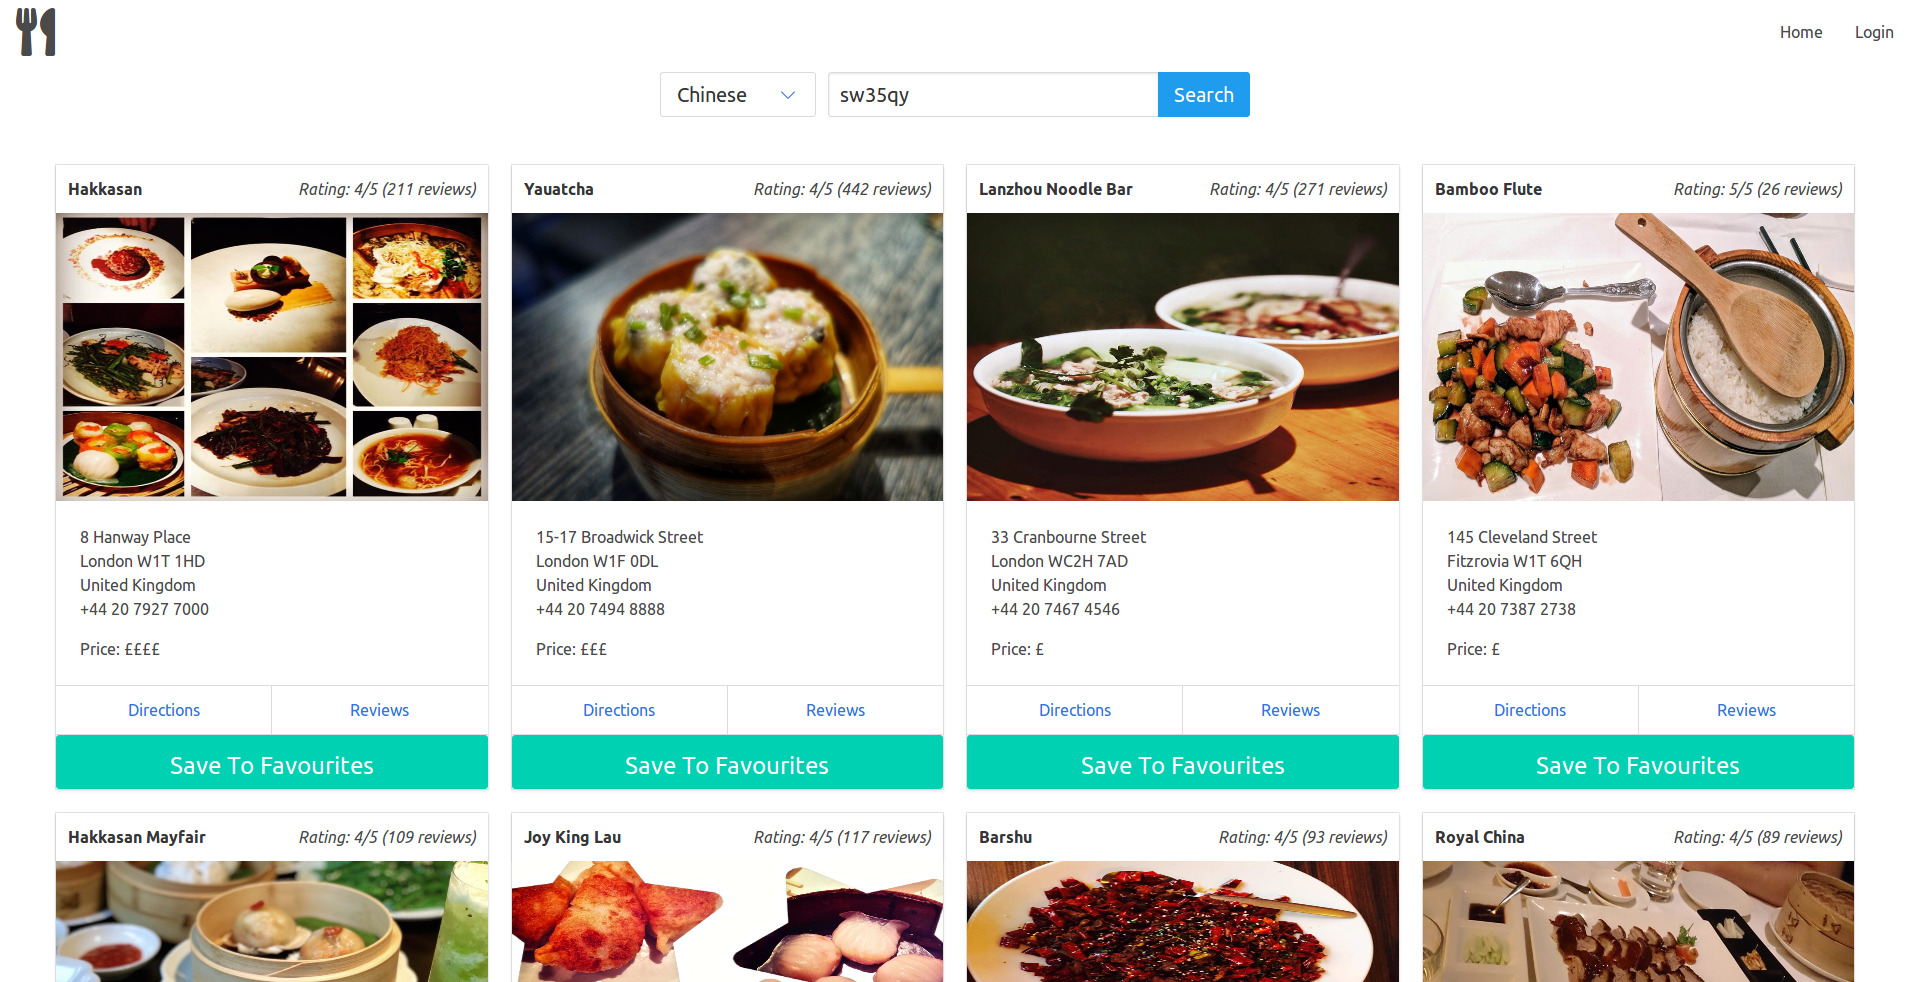 Home Login
Chinese sw35qy Search
Hakkasan Rating: 4/5 (211 reviews)
8 Hanway Place
London W1T 1HD
United Kingdom
+44 20 7927 7000
Price: ££££
Directions Reviews
Save To Favourites
Yauatcha Rating: 4/5 (442 reviews)
15-17 Broadwick Street
London W1F 0DL
United Kingdom
+44 20 7494 8888
Price: £££
Directions Reviews
Save To Favourites
Lanzhou Noodle Bar Rating: 4/5 (271 reviews)
33 Cranbourne Street
London WC2H 7AD
United Kingdom
+44 20 7467 4546
Price: £
Directions Reviews
Save To Favourites
Bamboo Flute Rating: 5/5 (26 reviews)
145 Cleveland Street
Fitzrovia W1T 6QH
United Kingdom
+44 20 7387 2738
Price: £
Directions Reviews
Save To Favourites
Hakkasan Mayfair Rating: 4/5 (109 reviews)
Joy King Lau Rating: 4/5 (117 reviews)
Barshu Rating: 4/5 (93 reviews)
Royal China Rating: 4/5 (89 reviews)